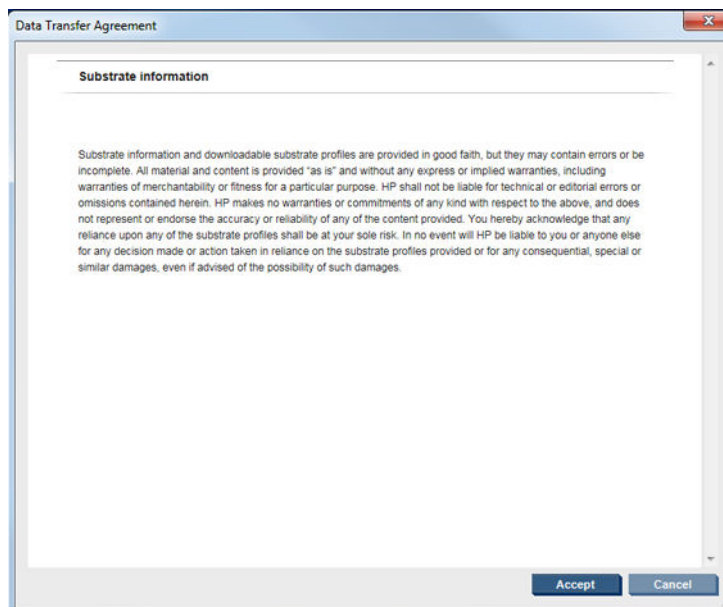 Data Transfer Agreement
Substrate information
Substrate information and downloadable substrate profiles are provided in good faith, but they may contain errors or be
incomplete. All material and content is provided "as is" and without any express or implied warranties, including
warranties of merchantability or fitness for a particular purpose. HP shall not be liable for technical or editorial errors or
omissions contained herein. HP makes no warranties or commitments of any kind with respect to the above, and does
not represent or endorse the accuracy or reliability of any of the content provided. You hereby acknowledge that any
reliance upon any of the substrate profiles shall be at your sole risk. In no event will HP be liable to you or anyone else
for any decision made or action taken in reliance on the substrate profiles provided or for any consequential, special or
similar damages, even if advised of the possibility of such damages.
Accept Cancel